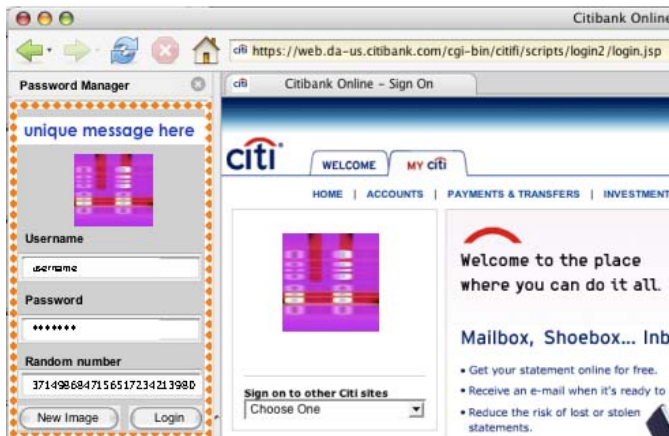 Citibank Online
https://web.da-us.citibank.com/cgi-bin/citifi/scripts/login2/login.jsp
Password Manager
Citibank Online – Sign On
unique message here
Username
username
Password
*******
Random number
3714986847156517234213980
New Image
Login
citi
WELCOME
MY citi
HOME | ACCOUNTS | PAYMENTS & TRANSFERS | INVESTMENT
Sign on to other Citi sites
Choose One
Welcome to the place
where you can do it all.
Mailbox, Shoebox... Inb
• Get your statement online for free.
• Receive an e-mail when it's ready to
• Reduce the risk of lost or stolen
statements.